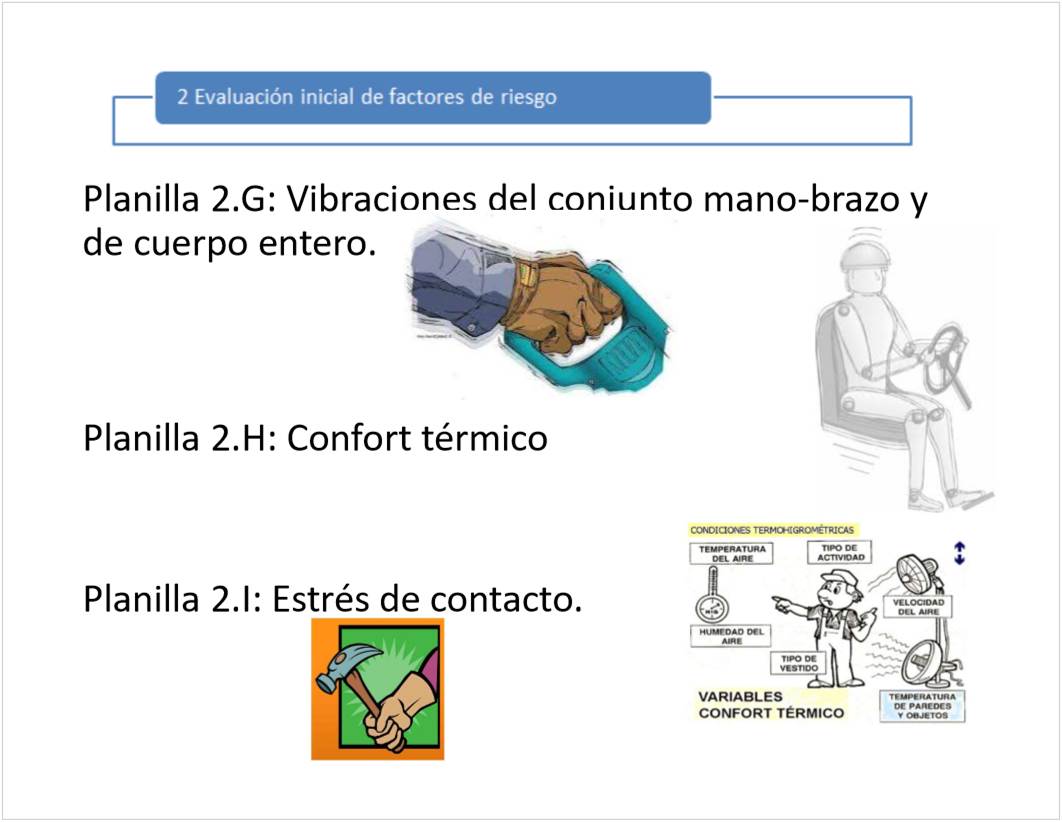 2 Evaluación inicial de factores de riesgo
Planilla 2.G: Vibraciones del conjunto mano-brazo y
de cuerpo entero.
Planilla 2.H: Confort térmico
CONDICIONES TERMOHIGROMÉTRICAS
TEMPERATURA
DEL AIRE
TIPO DE
ACTIVIDAD
VELOCIDAD
DEL AIRE
HUMEDAD DEL
AIRE
TIPO DE
VESTIDO
TEMPERATURA
DE PAREDES
Y OBJETOS
VARIABLES
CONFORT TÉRMICO
Planilla 2.I: Estrés de contacto.